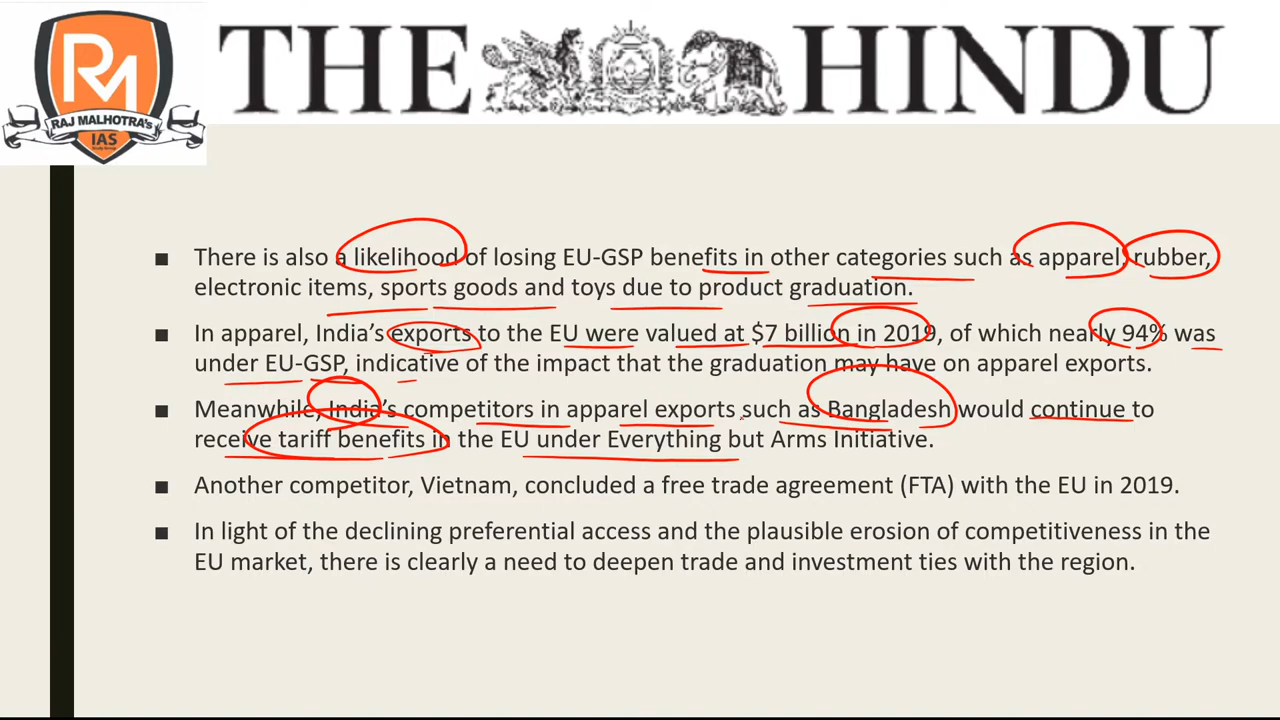 RM
RAJ MALHOTRA's
IAS
THE HINDU
There is also a likelihood of losing EU-GSP benefits in other categories such as apparel, rubber,
electronic items, sports goods and toys due to product graduation.
In apparel, India's exports to the EU were valued at $7 billion in 2019, of which nearly 94% was
under EU-GSP, indicative of the impact that the graduation may have on apparel exports.
Meanwhile, India's competitors in apparel exports such as Bangladesh would continue to
receive tariff benefits in the EU under Everything but Arms Initiative.
Another competitor, Vietnam, concluded a free trade agreement (FTA) with the EU in 2019.
In light of the declining preferential access and the plausible erosion of competitiveness in the
EU market, there is clearly a need to deepen trade and investment ties with the region.